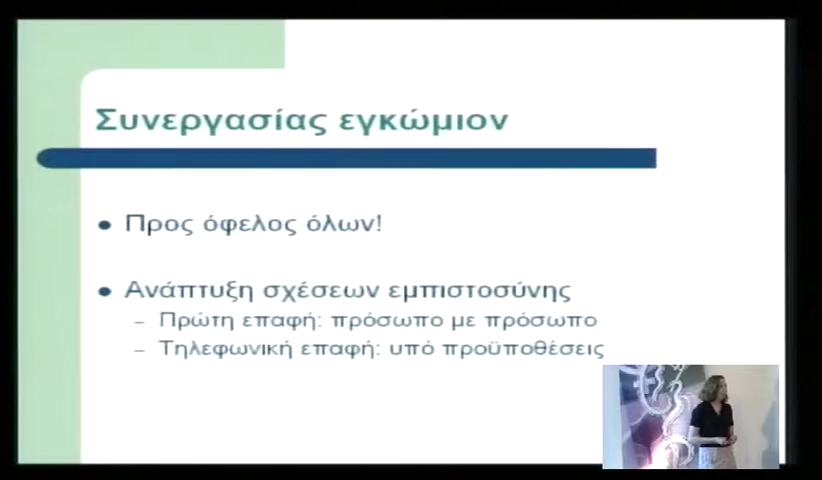 Συνεργασίας εγκώμιον
• Προς όφελος όλων!
• Ανάπτυξη σχέσεων εμπιστοσύνης
– Πρώτη επαφή: πρόσωπο με πρόσωπο
– Τηλεφωνική επαφή: υπό προϋποθέσεις